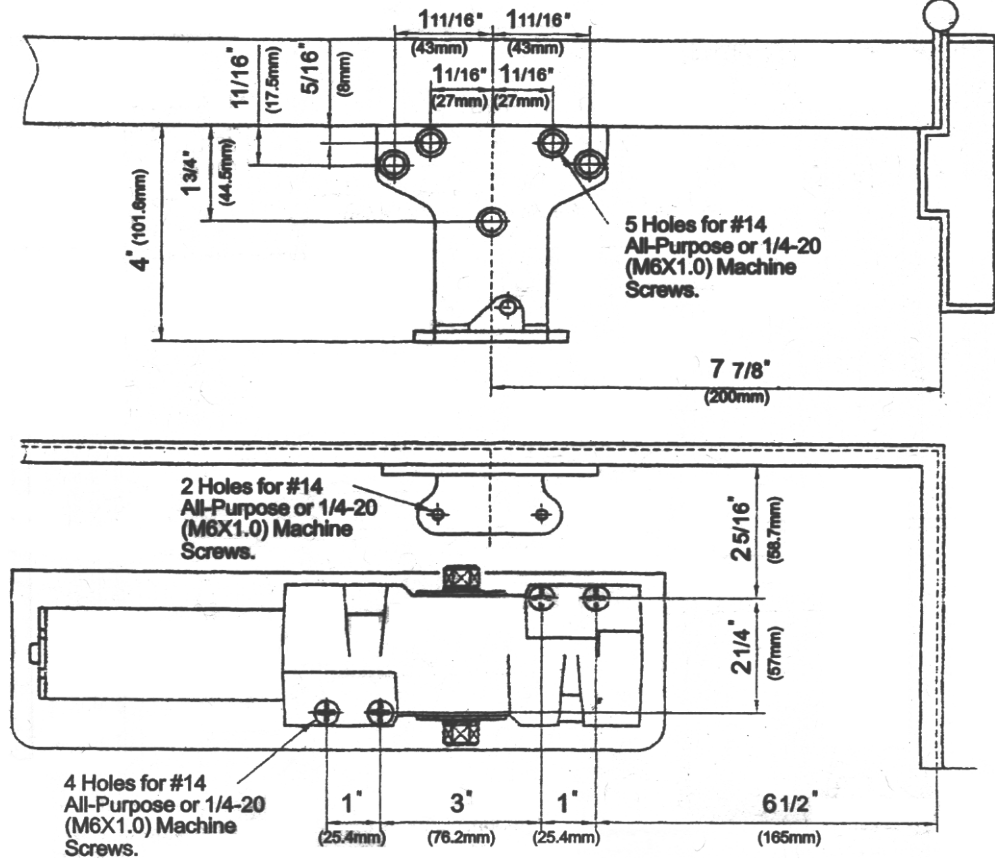 1 11/16" 1 11/16"
(43mm) (43mm)
1 1/16" 1 1/16"
(27mm) (27mm)
11/16"
(17.5mm)
5/16"
(8mm)
1 3/4"
(44.5mm)
4" (101.6mm)
5 Holes for #14
All-Purpose or 1/4-20
(M6X1.0) Machine
Screws.
7 7/8"
(200mm)
2 Holes for #14
All-Purpose or 1/4-20
(M6X1.0) Machine
Screws.
2 5/16"
(58.7mm)
2 1/4"
(57mm)
4 Holes for #14
All-Purpose or 1/4-20
(M6X1.0) Machine
Screws.
1" 3" 1" 6 1/2"
(25.4mm) (76.2mm) (25.4mm) (165mm)